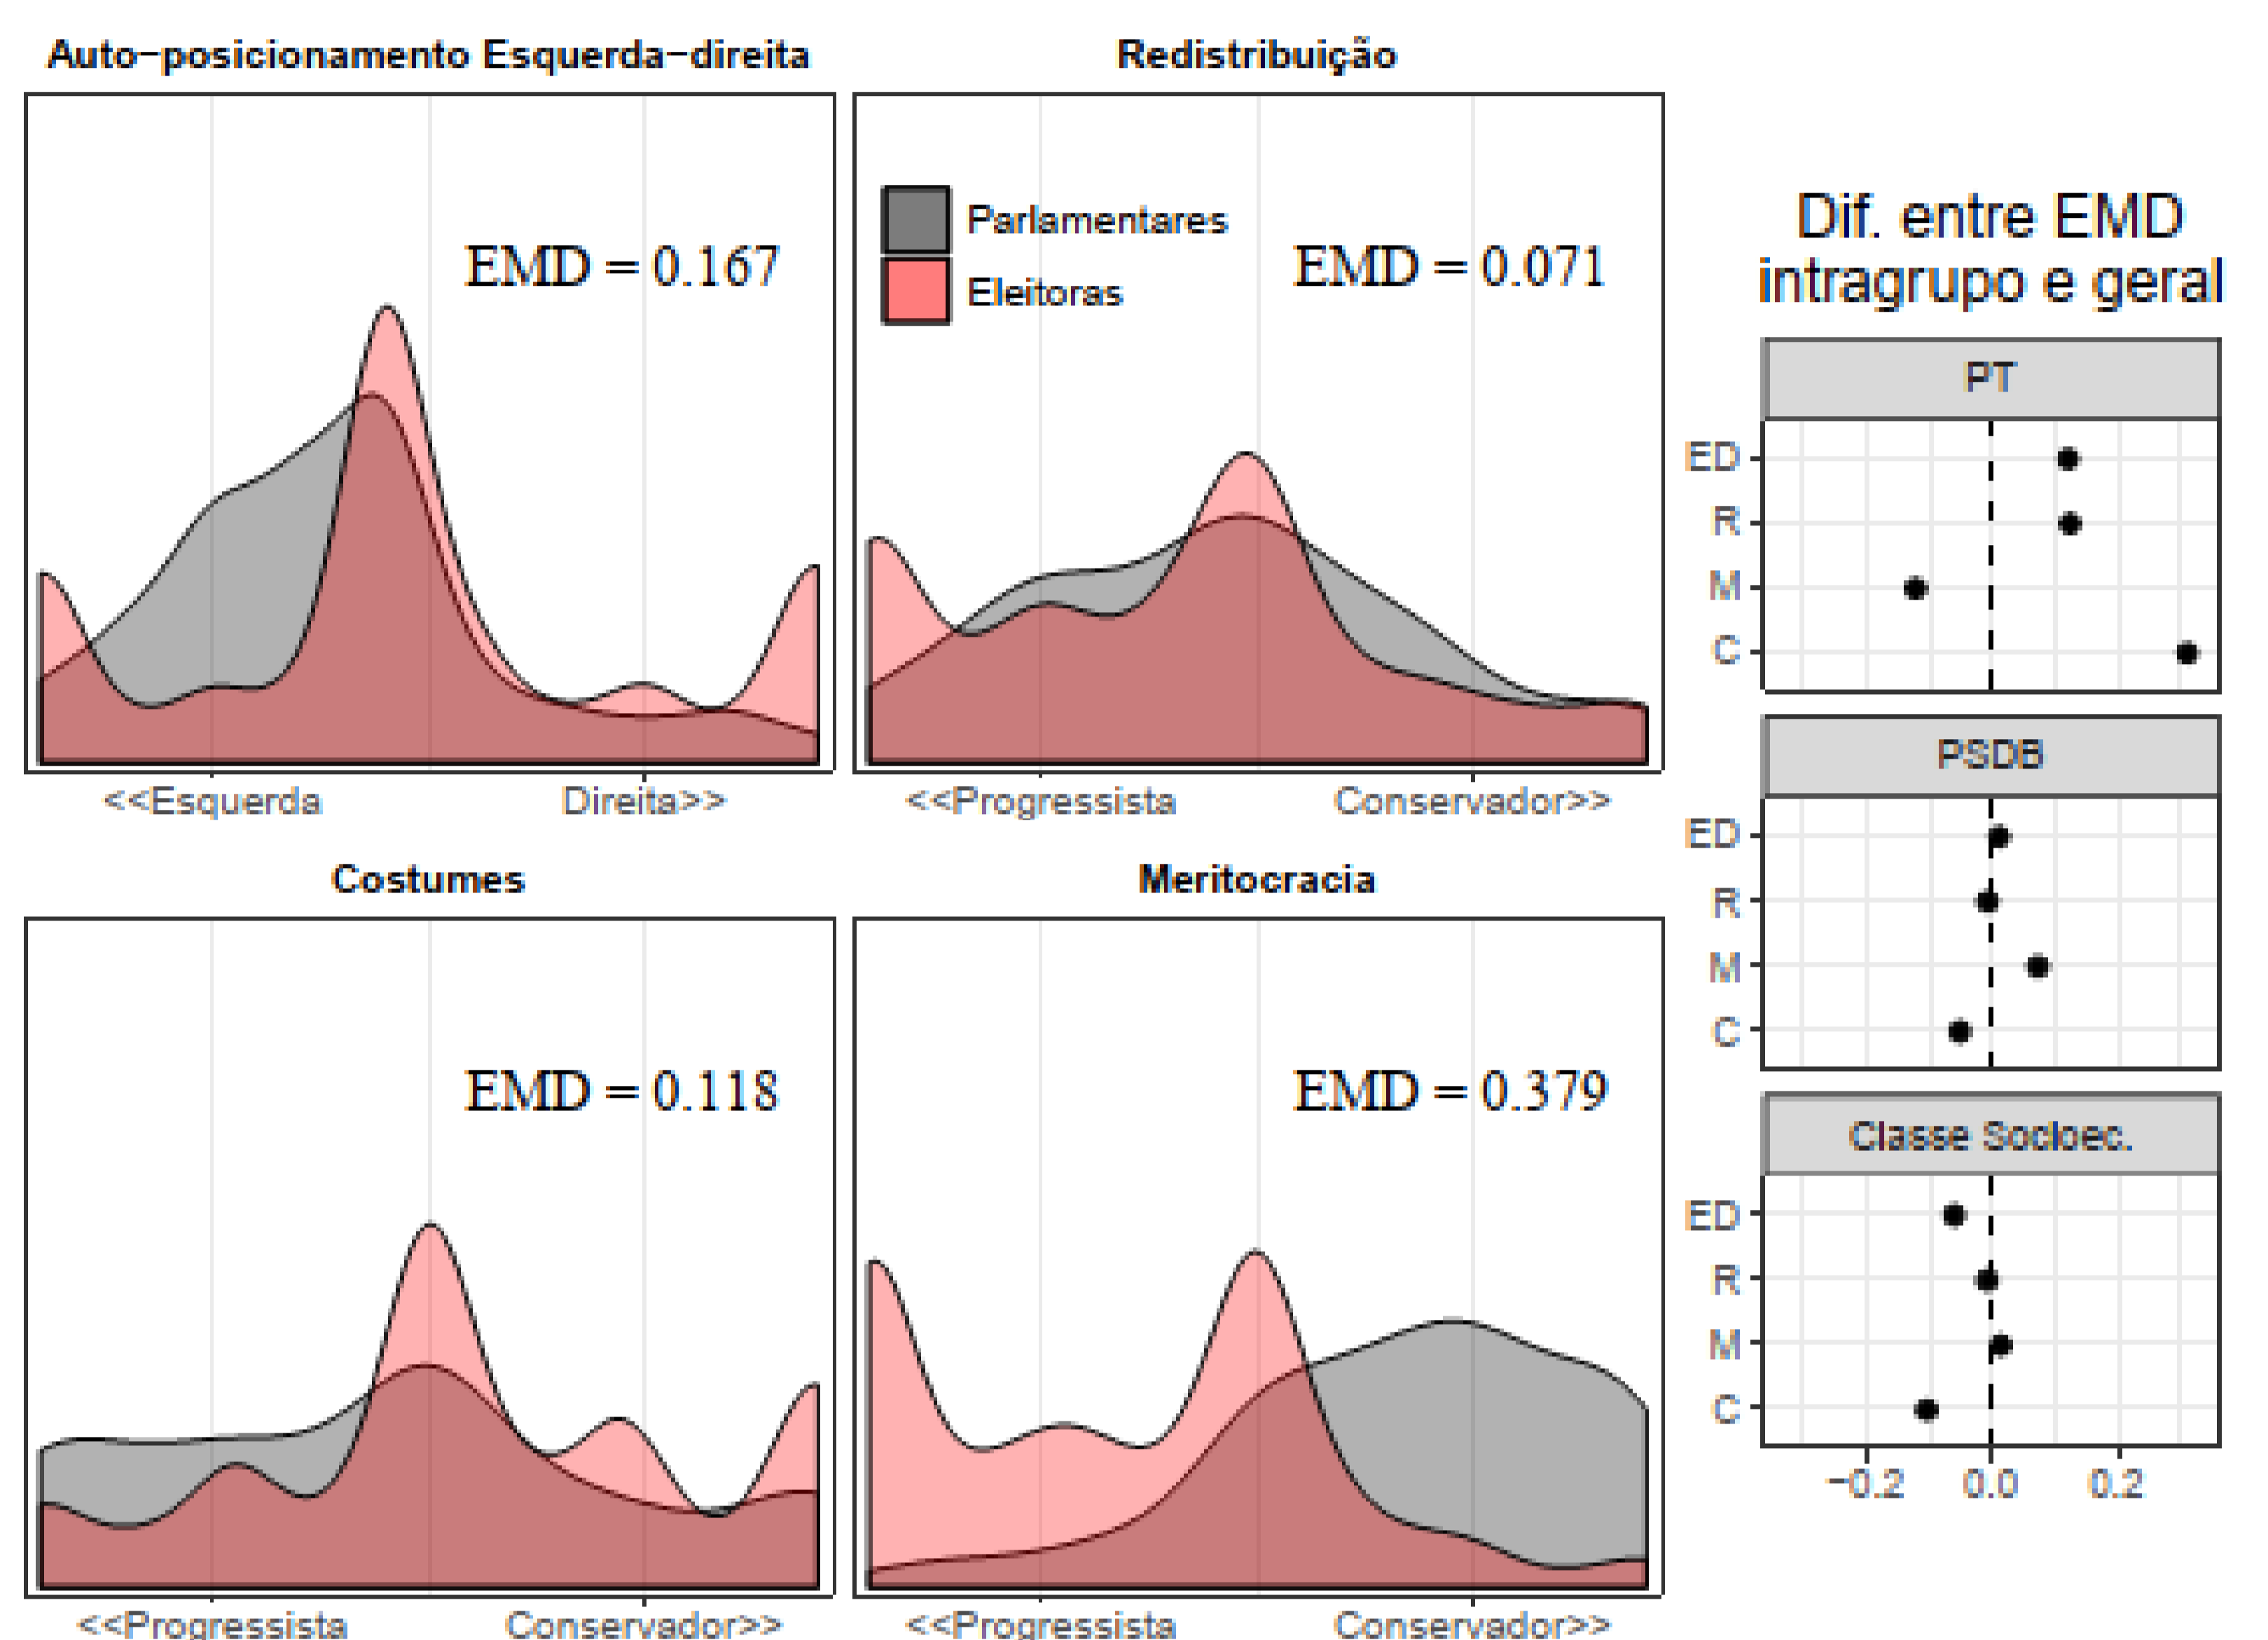 Auto-posicionamento Esquerda-direita
EMD = 0.167
<<Esquerda Direita>>
Redistribuição
Parlamentares
Eleitoras
EMD = 0.071
<<Progressista Conservador>>
Costumes
EMD = 0.118
<<Progressista Conservador>>
Meritocracia
EMD = 0.379
<<Progressista Conservador>>
Dif. entre EMD
intragrupo e geral
PT
ED
R
M
C
PSDB
ED
R
M
C
Classe Socioec.
ED
R
M
C
-0.2 0.0 0.2